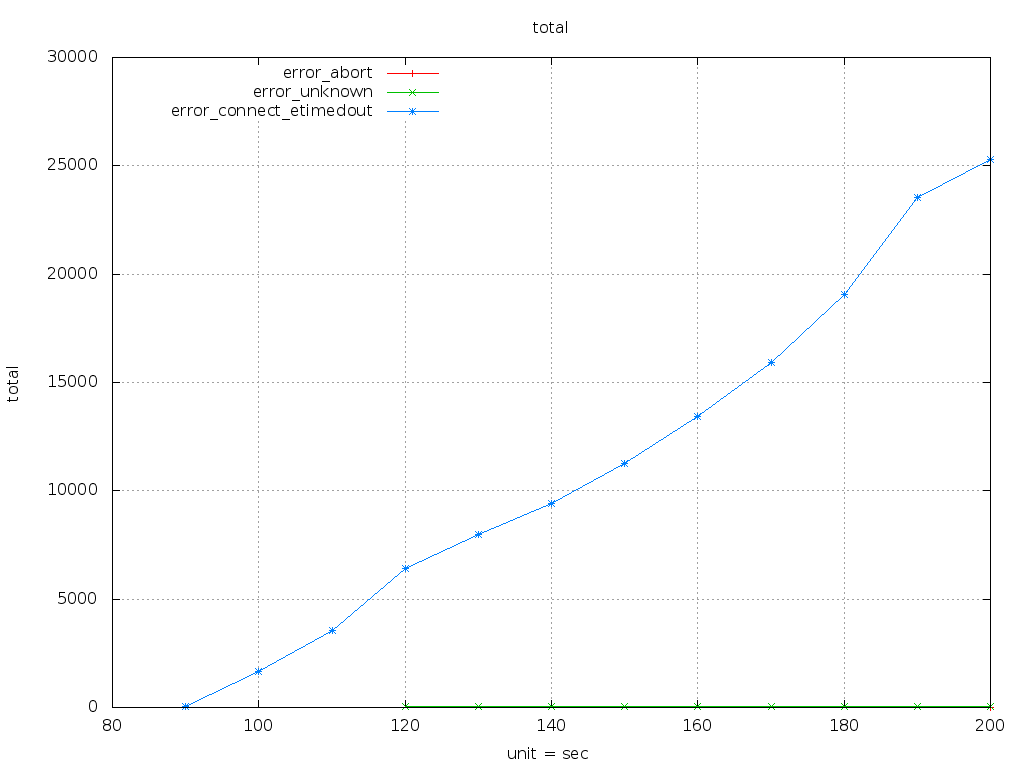 total
30000
25000
20000
15000
10000
5000
0
total
error_abort
error_unknown
error_connect_etimedout
80 100 120 140 160 180 200
unit = sec